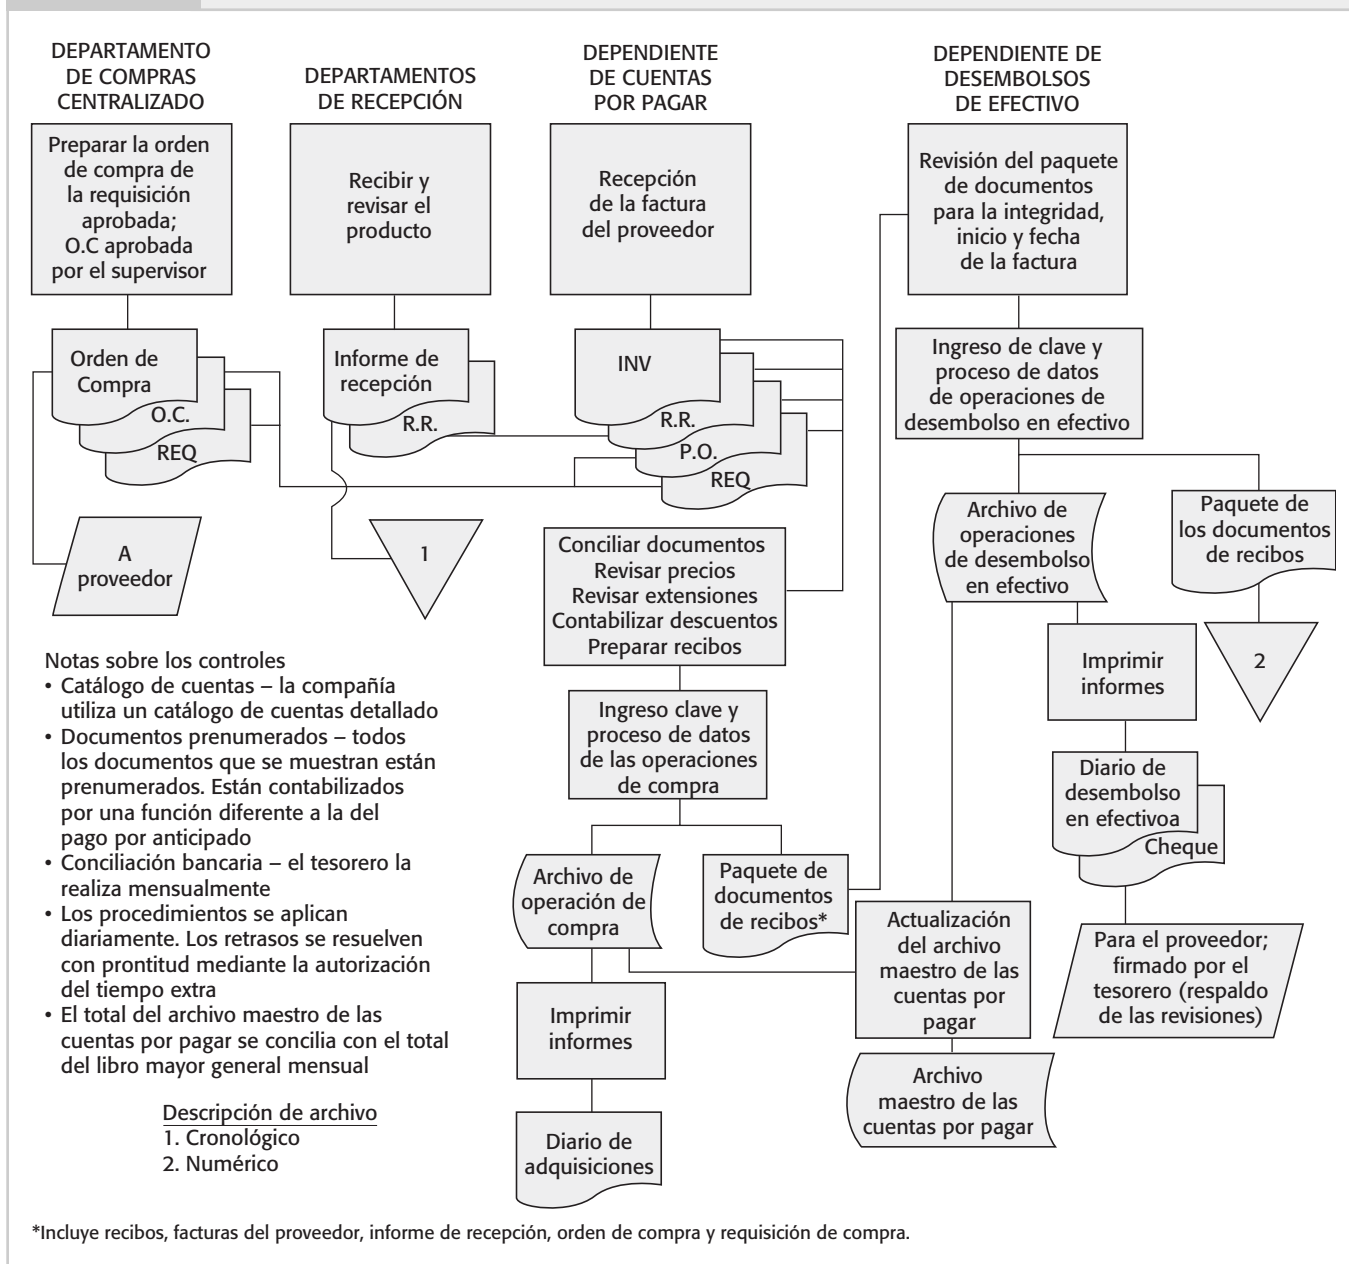 DEPARTAMENTO
DE COMPRAS
CENTRALIZADO
Preparar la orden
de compra de
la requisición
aprobada;
O.C aprobada
por el supervisor
Orden de
Compra
O.C.
REQ
A
proveedor
DEPARTAMENTOS
DE RECEPCIÓN
Recibir y
revisar el
producto
Informe de
recepción
R.R.
1
DEPENDIENTE
DE CUENTAS
POR PAGAR
Recepción
de la factura
del proveedor
INV
R.R.
P.O.
REQ
Conciliar documentos
Revisar precios
Revisar extensiones
Contabilizar descuentos
Preparar recibos
Ingreso clave y
proceso de datos
de las operaciones
de compra
Archivo de
operación de
compra
Paquete de
documentos
de recibos*
Imprimir
informes
Diario de
adquisiciones
DEPENDIENTE DE
DESEMBOLSOS
DE EFECTIVO
Revisión del paquete
de documentos
para la integridad,
inicio y fecha
de la factura
Ingreso de clave y
proceso de datos
de operaciones de
desembolso en efectivo
Archivo de
operaciones
de desembolso
en efectivo
Paquete de
los documentos
de recibos
2
Imprimir
informes
Diario de
desembolso
en efectivoa
Cheque
Para el proveedor;
firmado por el
tesorero (respaldo
de las revisiones)
Actualización
del archivo
maestro de las
cuentas por
pagar
Archivo
maestro de las
cuentas por pagar
Notas sobre los controles
• Catálogo de cuentas – la compañía
utiliza un catálogo de cuentas detallado
• Documentos prenumerados – todos
los documentos que se muestran están
prenumerados. Están contabilizados
por una función diferente a la del
pago por anticipado
• Conciliación bancaria – el tesorero la
realiza mensualmente
• Los procedimientos se aplican
diariamente. Los retrasos se resuelven
con prontitud mediante la autorización
del tiempo extra
• El total del archivo maestro de las
cuentas por pagar se concilia con el total
del libro mayor general mensual
Descripción de archivo
1. Cronológico
2. Numérico
*Incluye recibos, facturas del proveedor, informe de recepción, orden de compra y requisición de compra.